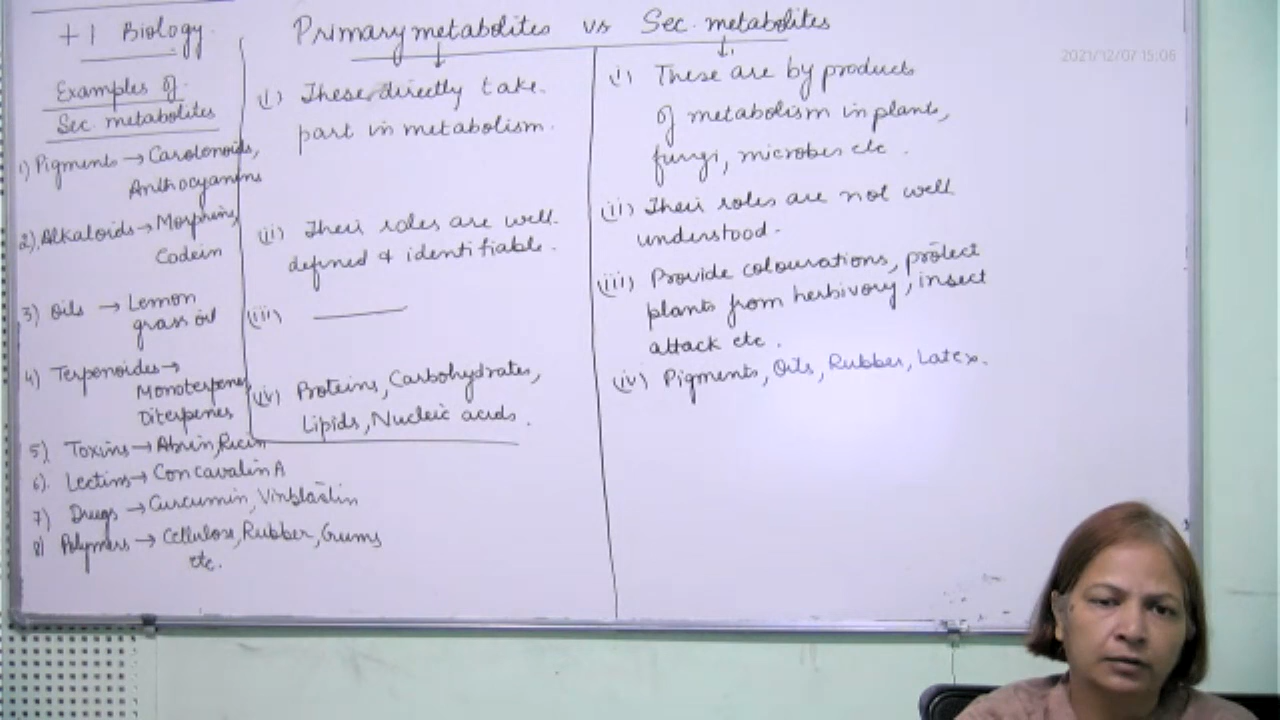 +1 Biology.
Primary metabolites vs Sec. metabolites
2021/12/07 15:06
Examples of
Sec. metabolites
1) Pigments → Carotenoids,
Anthocyanins
2) Alkaloids → Morphine,
Codein
3) Oils → Lemon
grass oil
4) Terpenoides →
Monoterpenes
Diterpenes
5) Toxins → Abrin, Ricin
6) Lectins → Concavalin A
7) Drugs → Curcumin, Vinblastin
8) Polymers → Cellulose, Rubber, Gums
etc.
(i) These directly take
part in metabolism.
(ii) Their roles are well
defined & identifiable.
(iii) ———
(iv) Proteins, Carbohydrates,
Lipids, Nucleic acids.
(i) These are by products
of metabolism in plants,
fungi, microbes etc.
(ii) Their roles are not well
understood.
(iii) Provide colourations, protect
plants from herbivory, insect
attack etc.
(iv) Pigments, Oils, Rubber, Latex.